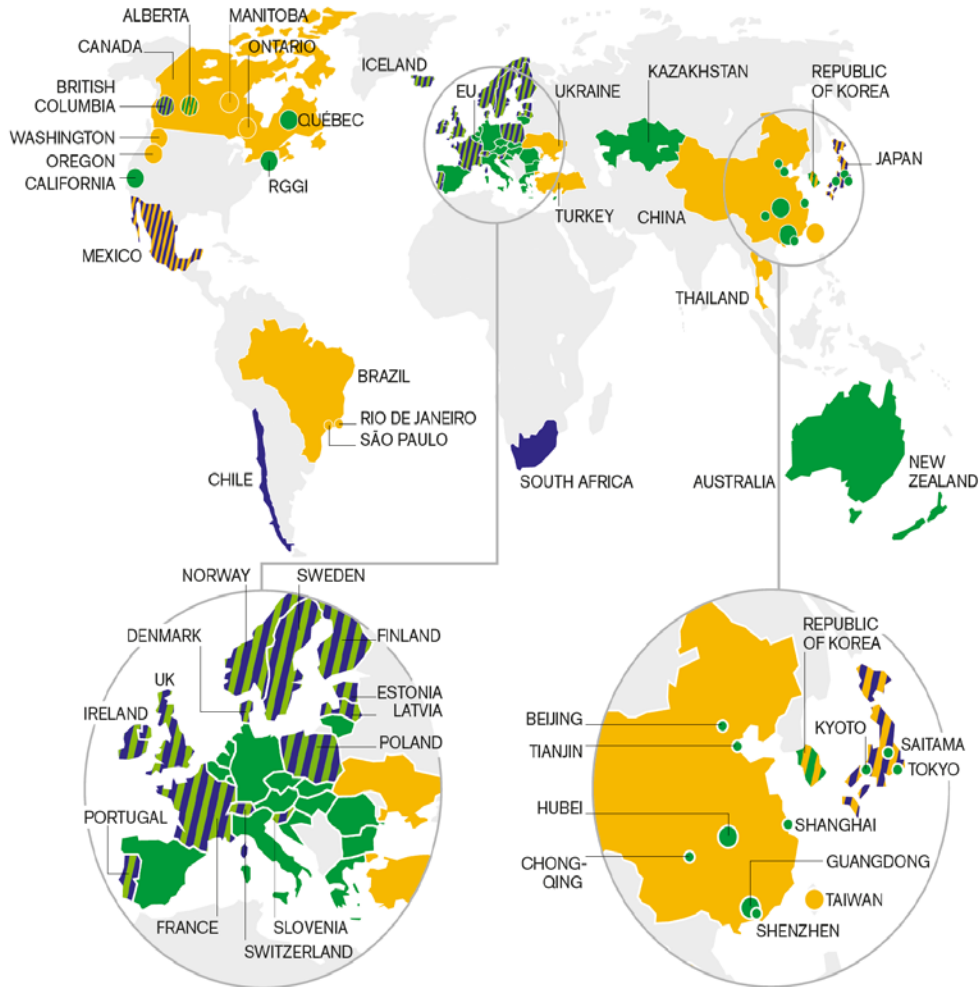 ALBERTA
MANITOBA
CANADA
ONTARIO
BRITISH
COLUMBIA
QUÉBEC
WASHINGTON
OREGON
CALIFORNIA
RGGI
MEXICO
ICELAND
EU
UKRAINE
TURKEY
KAZAKHSTAN
REPUBLIC
OF KOREA
JAPAN
CHINA
THAILAND
BRAZIL
RIO DE JANEIRO
SÃO PAULO
CHILE
SOUTH AFRICA
AUSTRALIA
NEW
ZEALAND
NORWAY
SWEDEN
DENMARK
FINLAND
UK
IRELAND
ESTONIA
LATVIA
POLAND
PORTUGAL
FRANCE
SLOVENIA
SWITZERLAND
REPUBLIC
OF KOREA
BEIJING
TIANJIN
KYOTO
SAITAMA
TOKYO
HUBEI
SHANGHAI
CHONG-
QING
GUANGDONG
TAIWAN
SHENZHEN